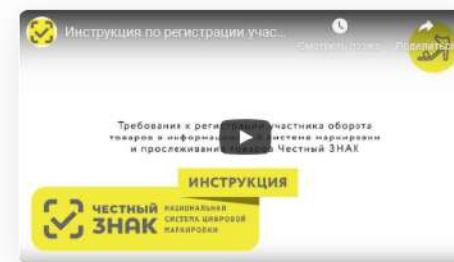 Инструкция по регистрации учас...
Смотреть позже
Поделиться
Требования к регистрации участника оборота
товаров в системе маркировки
и прослеживания товаров Честный ЗНАК
ИНСТРУКЦИЯ
ЧЕСТНЫЙ
ЗНАК
НАЦИОНАЛЬНАЯ
СИСТЕМА ЦИФРОВОЙ
МАРКИРОВКИ